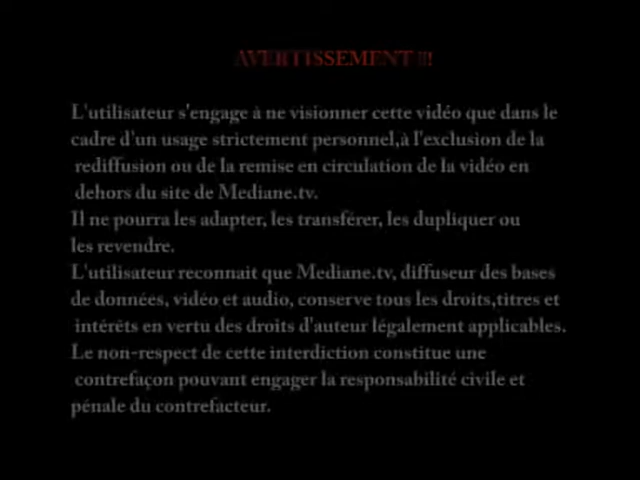 AVERTISSEMENT !!!
L'utilisateur s'engage à ne visionner cette vidéo que dans le
cadre d'un usage strictement personnel,à l'exclusion de la
rediffusion ou de la remise en circulation de la vidéo en
dehors du site de Mediane.tv.
Il ne pourra les adapter, les transférer, les dupliquer ou
les revendre.
L'utilisateur reconnait que Mediane.tv, diffuseur des bases
de données, vidéo et audio, conserve tous les droits,titres et
intérêts en vertu des droits d'auteur légalement applicables.
Le non-respect de cette interdiction constitue une
contrefaçon pouvant engager la responsabilité civile et
pénale du contrefacteur.